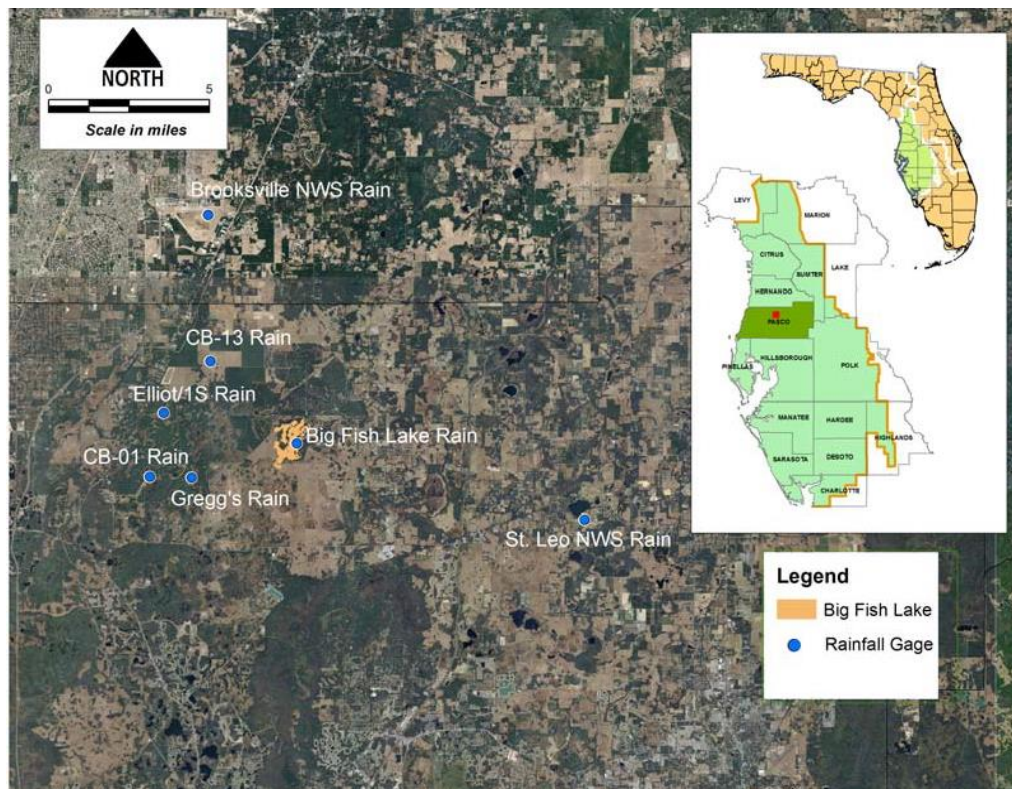 NORTH
0 5
Scale in miles
Brooksville NWS Rain
CB-13 Rain
Elliot/1S Rain
Big Fish Lake Rain
CB-01 Rain
Gregg's Rain
St. Leo NWS Rain
LEVY
MARION
CITRUS
LAKE
SUMTER
HERNANDO
PASCO
HILLSBOROUGH
POLK
PINELLAS
MANATEE
HARDEE
HIGHLANDS
SARASOTA
DESOTO
CHARLOTTE
Legend
Big Fish Lake
Rainfall Gage